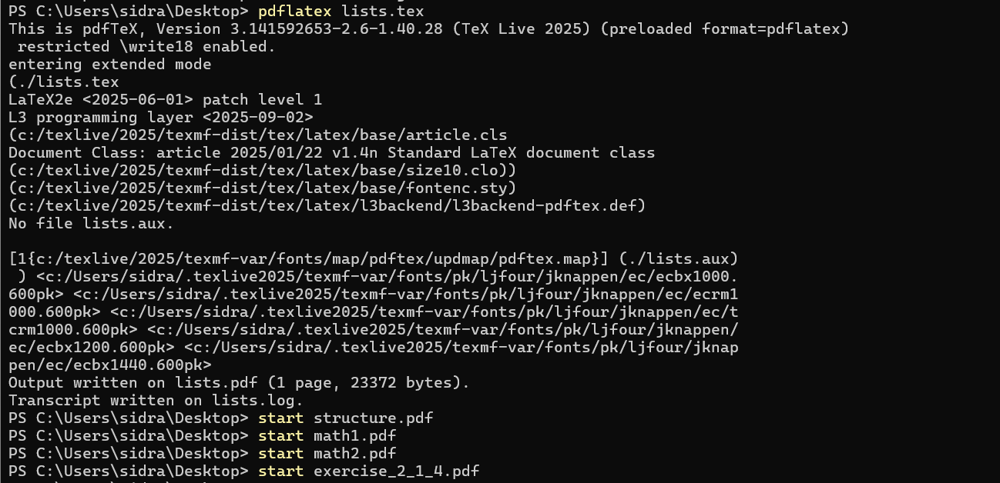 PS C:\Users\sidra\Desktop> pdflatex lists.tex
This is pdfTeX, Version 3.141592653-2.6-1.40.28 (TeX Live 2025) (preloaded format=pdflatex)
 restricted \write18 enabled.
entering extended mode
(./lists.tex
LaTeX2e <2025-06-01> patch level 1
L3 programming layer <2025-09-02>
(c:/texlive/2025/texmf-dist/tex/latex/base/article.cls
Document Class: article 2025/01/22 v1.4n Standard LaTeX document class
(c:/texlive/2025/texmf-dist/tex/latex/base/size10.clo))
(c:/texlive/2025/texmf-dist/tex/latex/base/fontenc.sty)
(c:/texlive/2025/texmf-dist/tex/latex/l3backend/l3backend-pdftex.def)
No file lists.aux.

[1{c:/texlive/2025/texmf-var/fonts/map/pdftex/updmap/pdftex.map}] (./lists.aux)
 ) <c:/Users/sidra/.texlive2025/texmf-var/fonts/pk/ljfour/jknappen/ec/ecbx1000.
600pk> <c:/Users/sidra/.texlive2025/texmf-var/fonts/pk/ljfour/jknappen/ec/ecrm1
000.600pk> <c:/Users/sidra/.texlive2025/texmf-var/fonts/pk/ljfour/jknappen/ec/t
crm1000.600pk> <c:/Users/sidra/.texlive2025/texmf-var/fonts/pk/ljfour/jknappen/
ec/ecbx1200.600pk> <c:/Users/sidra/.texlive2025/texmf-var/fonts/pk/ljfour/jknap
pen/ec/ecbx1440.600pk>
Output written on lists.pdf (1 page, 23372 bytes).
Transcript written on lists.log.
PS C:\Users\sidra\Desktop> start structure.pdf
PS C:\Users\sidra\Desktop> start math1.pdf
PS C:\Users\sidra\Desktop> start math2.pdf
PS C:\Users\sidra\Desktop> start exercise_2_1_4.pdf